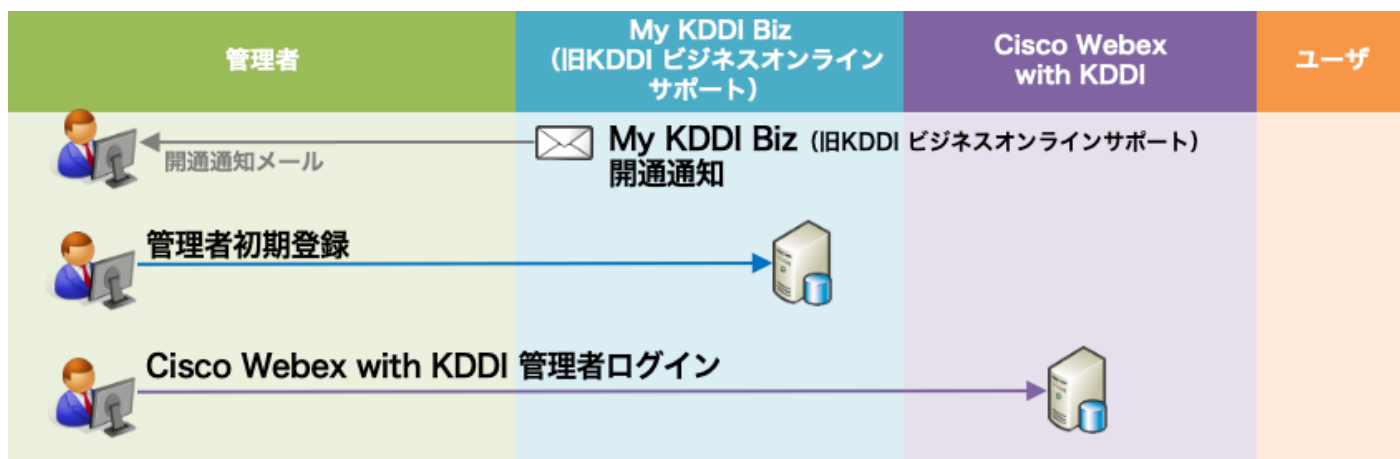 管理者
My KDDI Biz
（旧KDDI ビジネスオンライン
サポート）
Cisco Webex
with KDDI
ユーザ
開通通知メール
My KDDI Biz（旧KDDI ビジネスオンラインサポート）
開通通知
管理者初期登録
Cisco Webex with KDDI 管理者ログイン